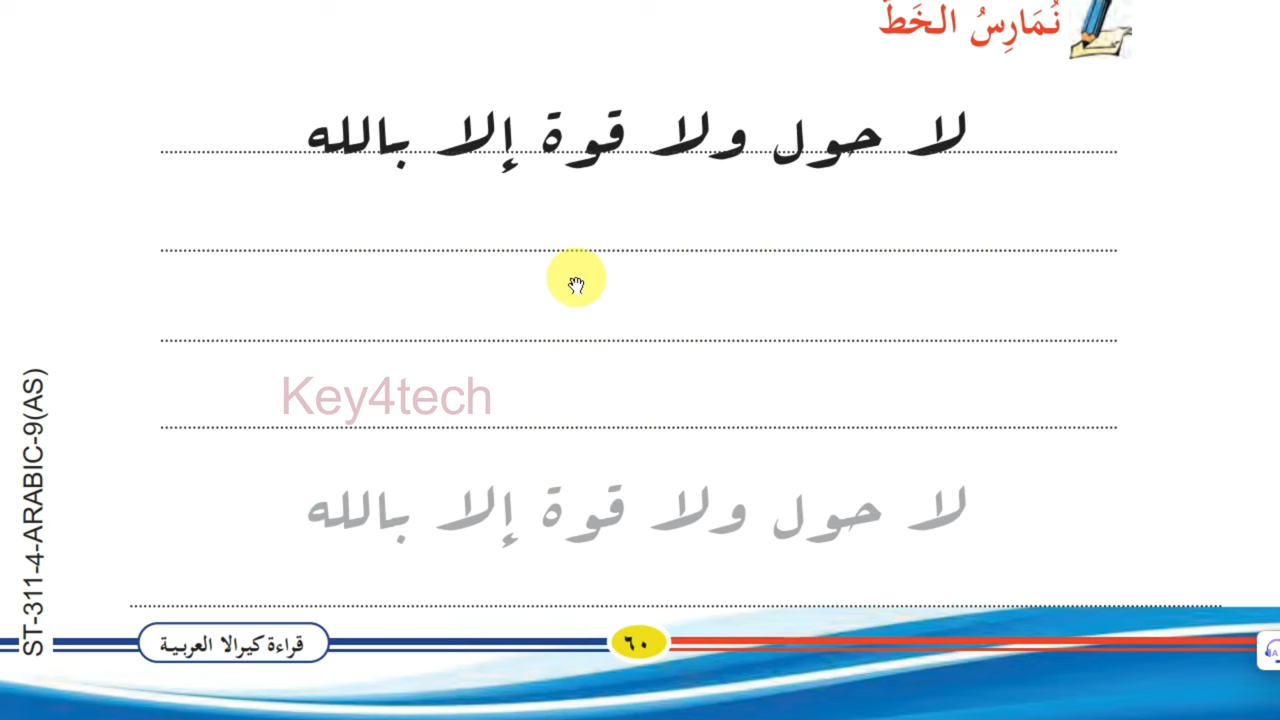 نُمَارِسُ الخَطّ
لا حول ولا قوة إلا بالله
Key4tech
لا حول ولا قوة إلا بالله
ST-311-4-ARABIC-9(AS)
٦٠
قراءة كيرالا العربية
A